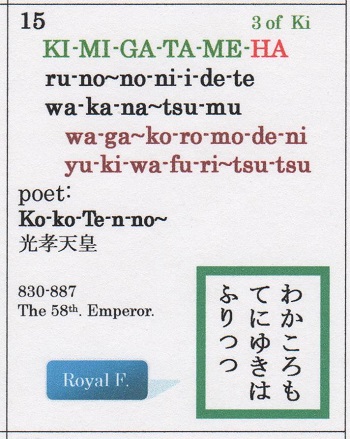 15
3 of Ki
KI-MI-GA-TA-ME-HA
ru-no~no-ni-i-de-te
wa-ka-na~tsu-mu
wa-ga~ko-ro-mo-de-ni
yu-ki-wa-fu-ri~tsu-tsu
poet:
Ko-ko-Te-n-no~
光孝天皇
830-887
The 58th. Emperor.
Royal F.
わかころも
てにゆきは
ふりつつ